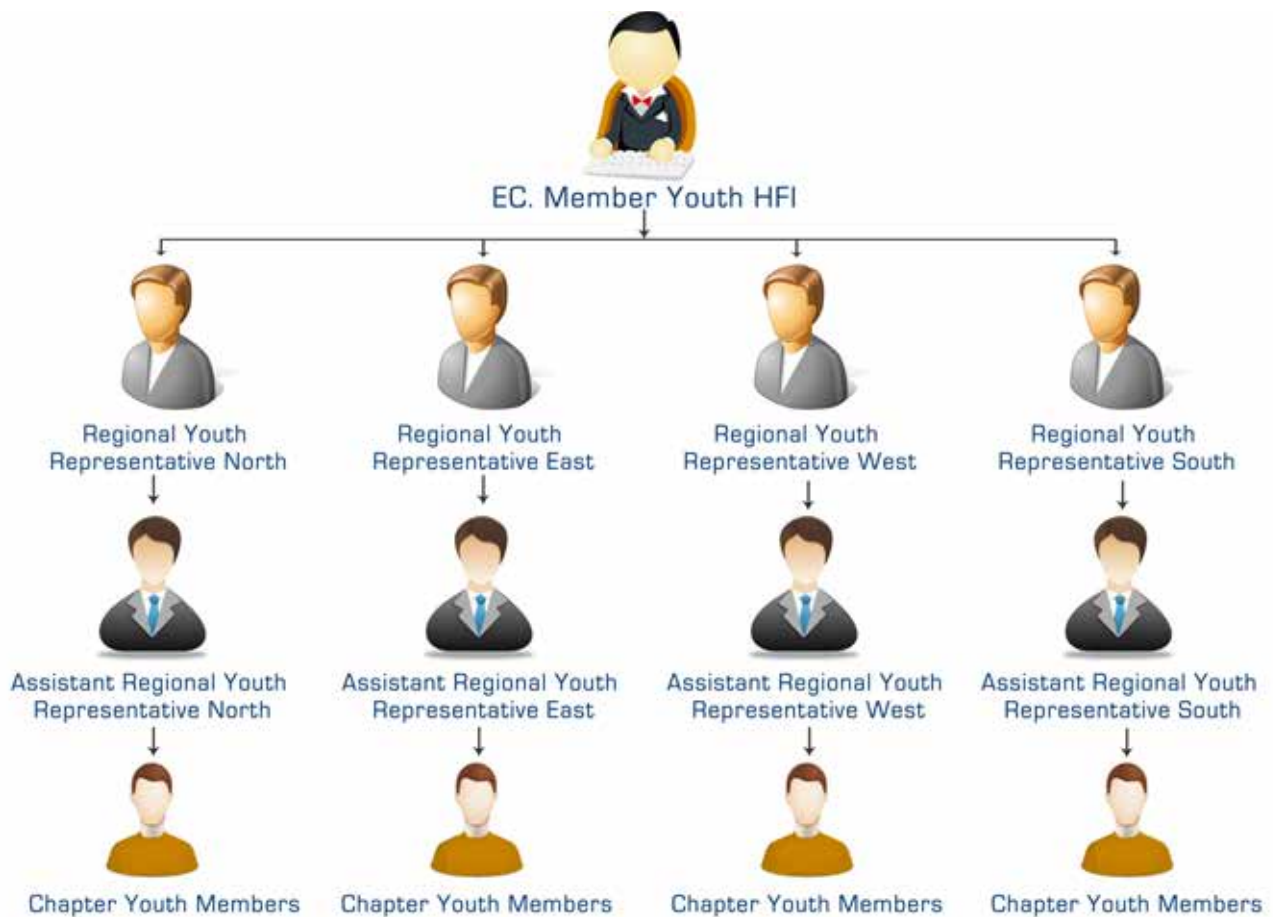 EC. Member Youth HFI
Regional Youth
Representative North
Regional Youth
Representative East
Regional Youth
Representative West
Regional Youth
Representative South
Assistant Regional Youth
Representative North
Assistant Regional Youth
Representative East
Assistant Regional Youth
Representative West
Assistant Regional Youth
Representative South
Chapter Youth Members
Chapter Youth Members
Chapter Youth Members
Chapter Youth Members